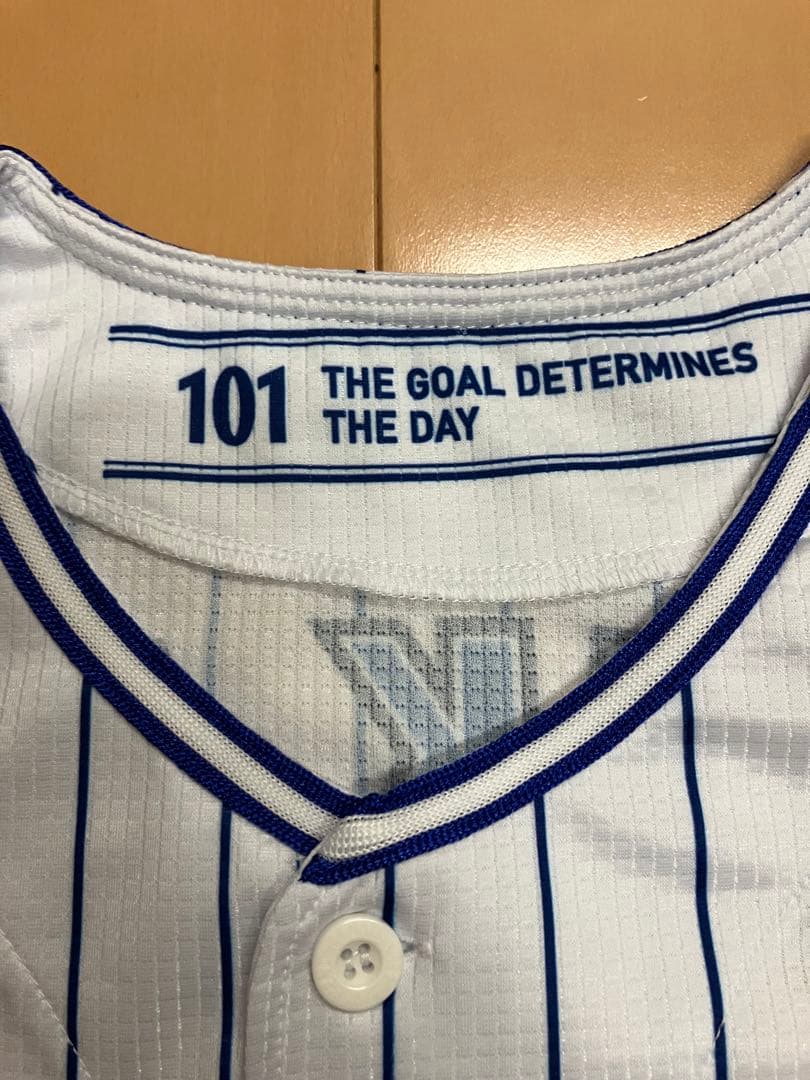 101 THE GOAL DETERMINES
THE DAY